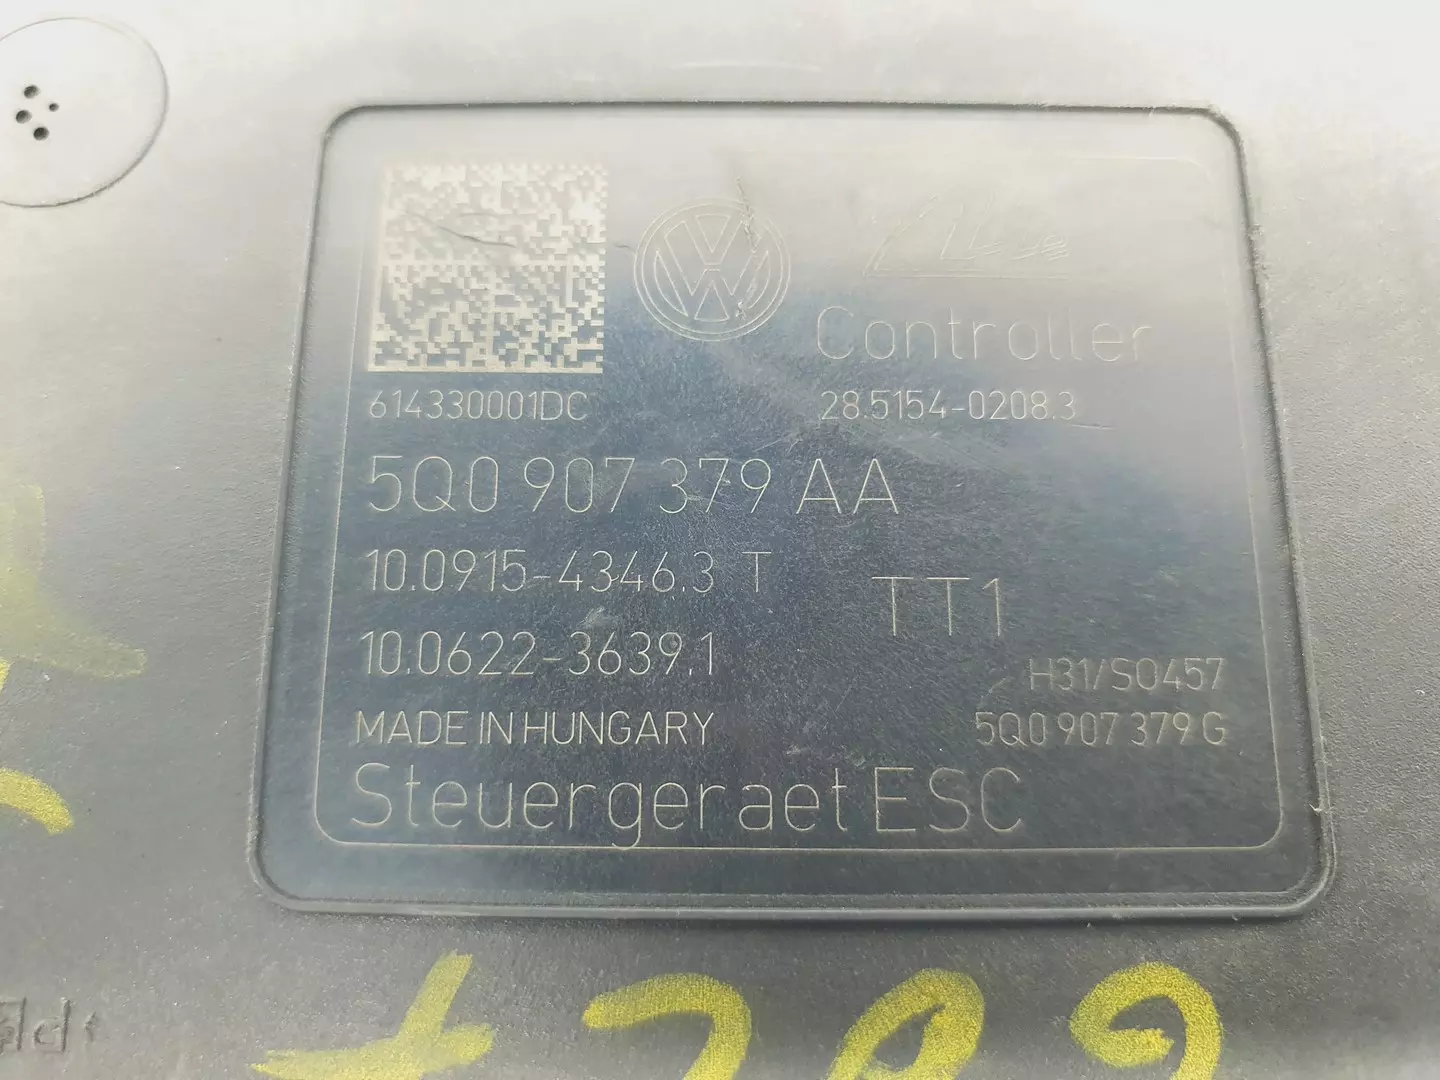 Ate
Controller
614330001DC 28.5154-0208.3
5Q0 907 379 AA
10.0915-4346.3 T
TT1
10.0622-3639.1
H31/S0457
MADE IN HUNGARY 5Q0 907 379 G
Steuergeraet ESC